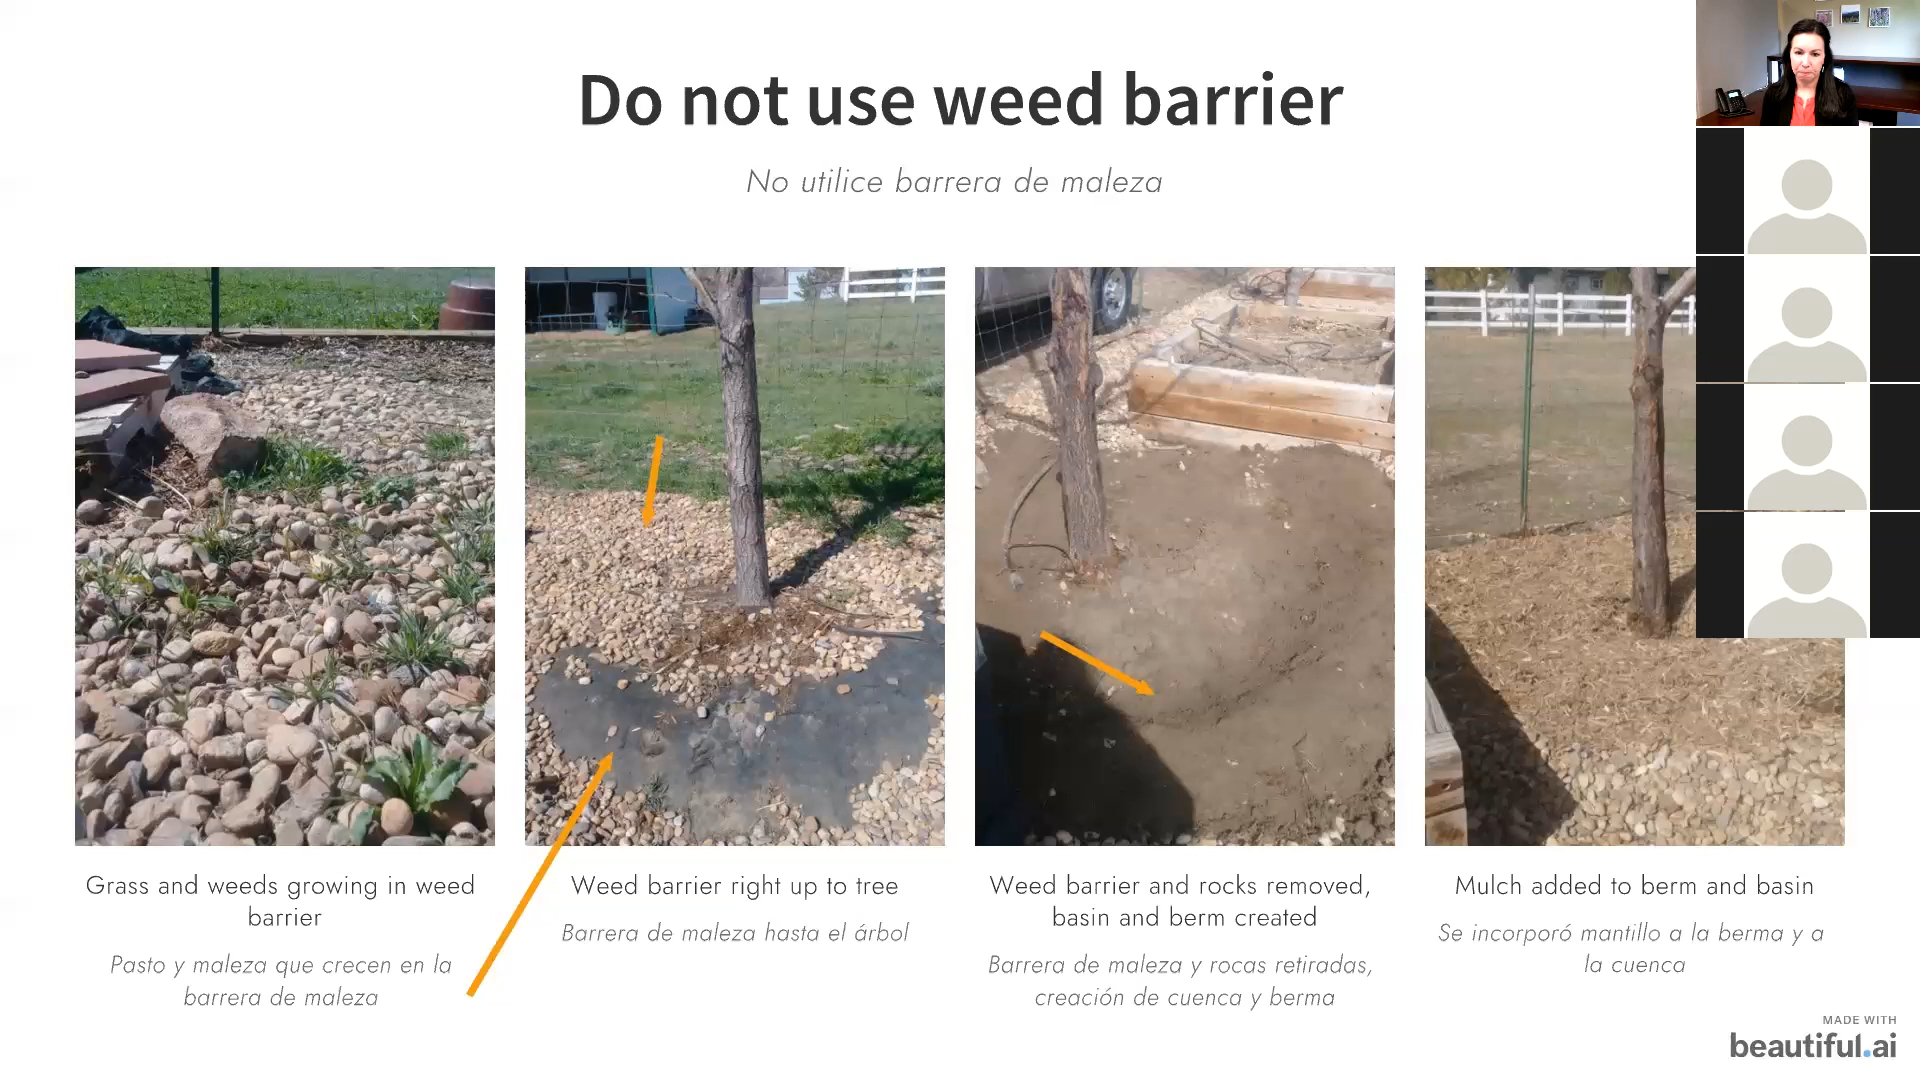 Do not use weed barrier
No utilice barrera de maleza
Grass and weeds growing in weed
barrier
Pasto y maleza que crecen en la
barrera de maleza
Weed barrier right up to tree
Barrera de maleza hasta el árbol
Weed barrier and rocks removed,
basin and berm created
Barrera de maleza y rocas retiradas,
creación de cuenca y berma
Mulch added to berm and basin
Se incorporó mantillo a la berma y a
la cuenca
MADE WITH
beautiful.ai